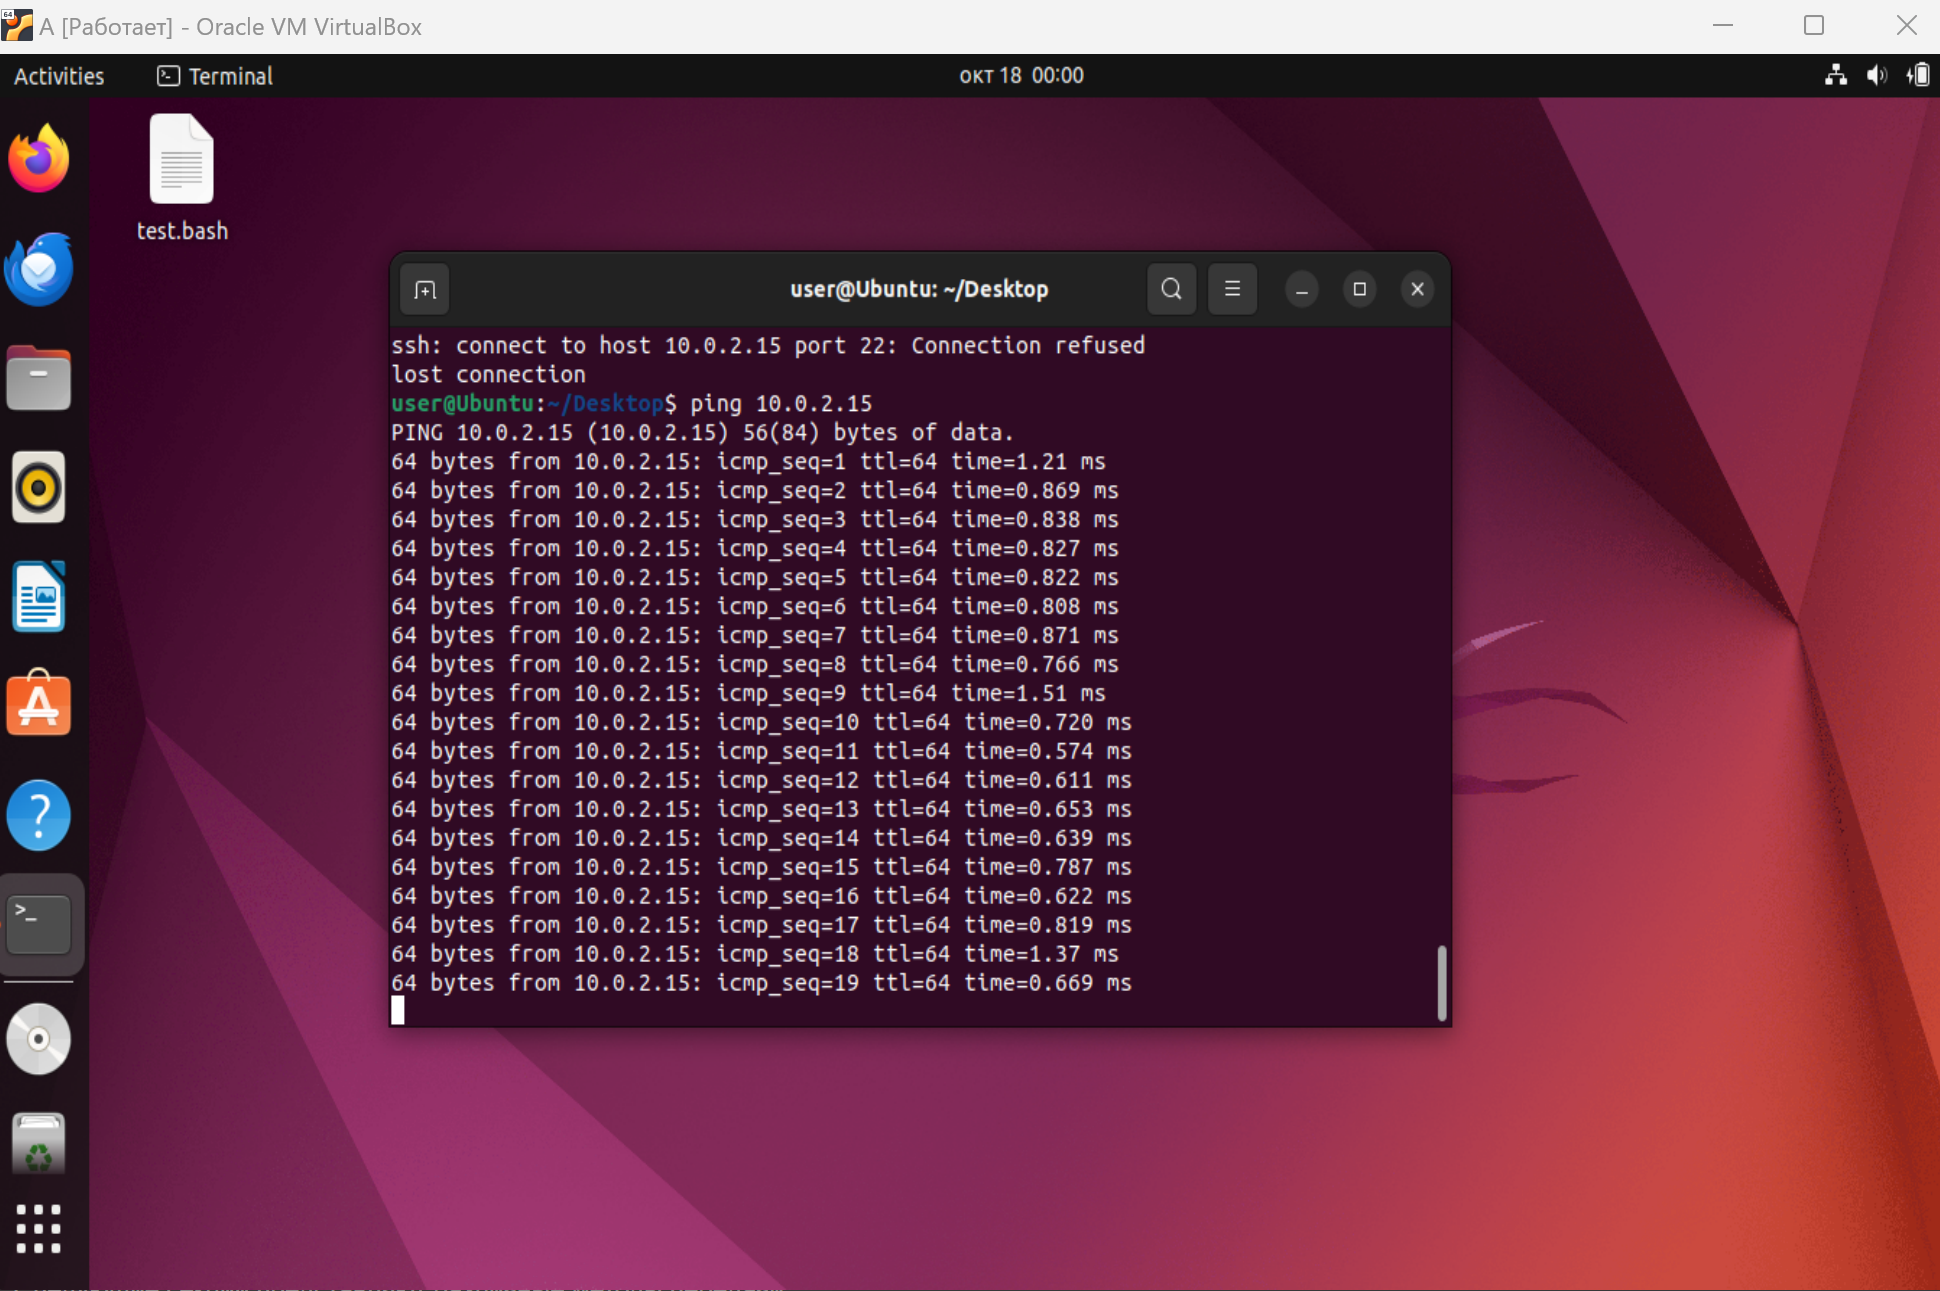 A [Работает] - Oracle VM VirtualBox
Activities
Terminal
окт 18 00:00
test.bash
user@Ubuntu: ~/Desktop
ssh: connect to host 10.0.2.15 port 22: Connection refused
lost connection
user@Ubuntu:~/Desktop$ ping 10.0.2.15
PING 10.0.2.15 (10.0.2.15) 56(84) bytes of data.
64 bytes from 10.0.2.15: icmp_seq=1 ttl=64 time=1.21 ms
64 bytes from 10.0.2.15: icmp_seq=2 ttl=64 time=0.869 ms
64 bytes from 10.0.2.15: icmp_seq=3 ttl=64 time=0.838 ms
64 bytes from 10.0.2.15: icmp_seq=4 ttl=64 time=0.827 ms
64 bytes from 10.0.2.15: icmp_seq=5 ttl=64 time=0.822 ms
64 bytes from 10.0.2.15: icmp_seq=6 ttl=64 time=0.808 ms
64 bytes from 10.0.2.15: icmp_seq=7 ttl=64 time=0.871 ms
64 bytes from 10.0.2.15: icmp_seq=8 ttl=64 time=0.766 ms
64 bytes from 10.0.2.15: icmp_seq=9 ttl=64 time=1.51 ms
64 bytes from 10.0.2.15: icmp_seq=10 ttl=64 time=0.720 ms
64 bytes from 10.0.2.15: icmp_seq=11 ttl=64 time=0.574 ms
64 bytes from 10.0.2.15: icmp_seq=12 ttl=64 time=0.611 ms
64 bytes from 10.0.2.15: icmp_seq=13 ttl=64 time=0.653 ms
64 bytes from 10.0.2.15: icmp_seq=14 ttl=64 time=0.639 ms
64 bytes from 10.0.2.15: icmp_seq=15 ttl=64 time=0.787 ms
64 bytes from 10.0.2.15: icmp_seq=16 ttl=64 time=0.622 ms
64 bytes from 10.0.2.15: icmp_seq=17 ttl=64 time=0.819 ms
64 bytes from 10.0.2.15: icmp_seq=18 ttl=64 time=1.37 ms
64 bytes from 10.0.2.15: icmp_seq=19 ttl=64 time=0.669 ms